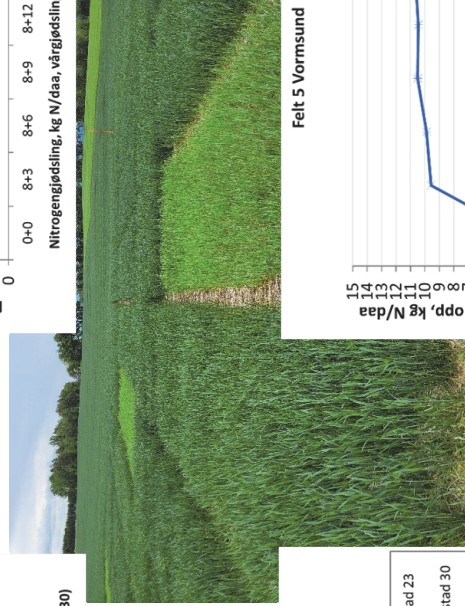 0
0+0 8+3 8+6 8+9 8+12
Nitrogengjødsling, kg N/daa, vårgjødslin
30)
Felt 5 Vormsund
15
14
13
12
11
10
9
8
7
opp, kg N/daa
ad 23
stad 30